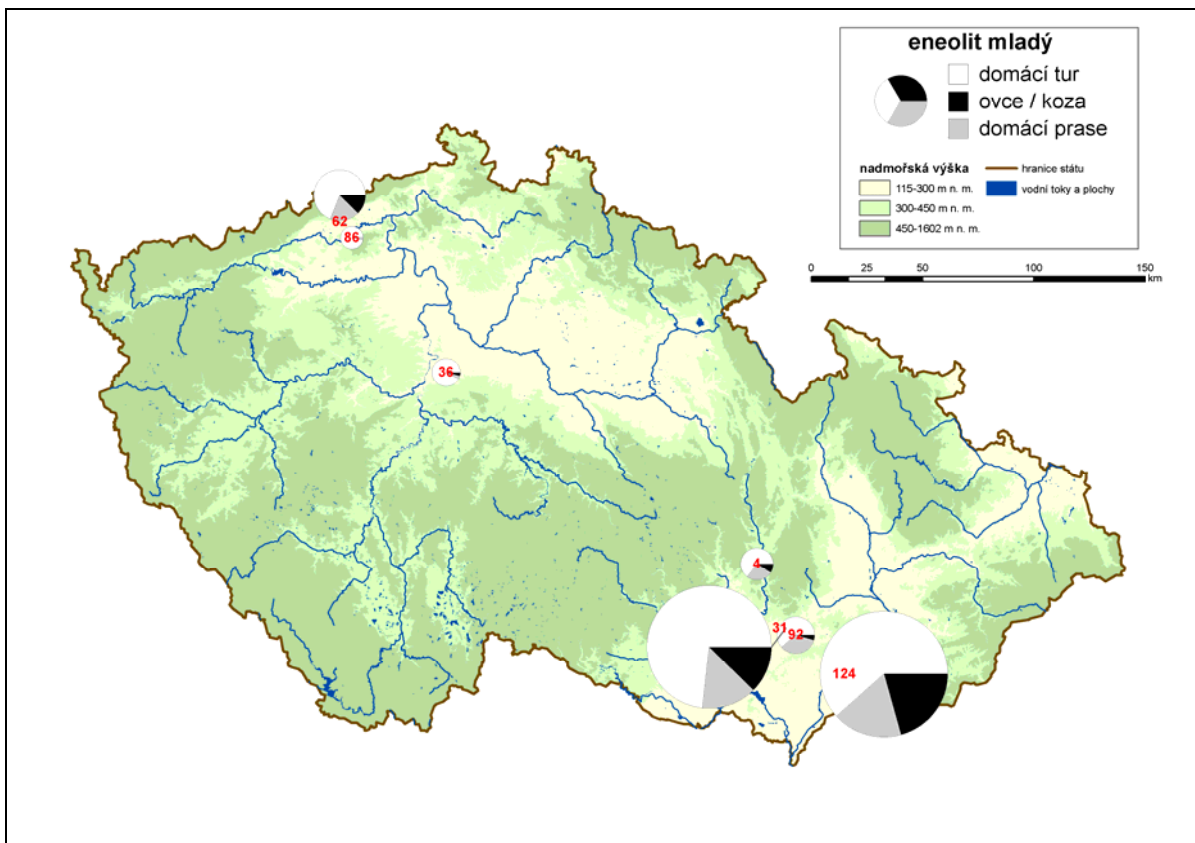 eneolit mladý
domácí tur
ovce / koza
domácí prase
nadmořská výška
115-300 m n. m.
300-450 m n. m.
450-1602 m n. m.
hranice státu
vodní toky a plochy
0 25 50 100 150
km
62
86
36
4
31
92
124